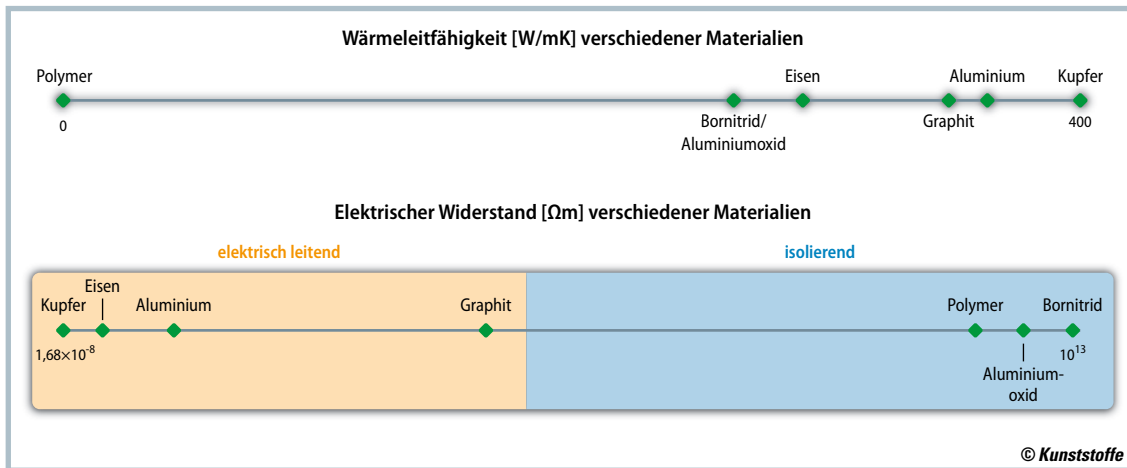 Wärmeleitfähigkeit [W/mK] verschiedener Materialien
Polymer
Eisen
Aluminium
Kupfer
0
Bornitrid/
Aluminiumoxid
Graphit
400
Elektrischer Widerstand [Ωm] verschiedener Materialien
elektrisch leitend
isolierend
Eisen
Kupfer
Aluminium
Graphit
Polymer
Bornitrid
1,68×10⁻⁸
10¹³
Aluminium-
oxid
© Kunststoffe